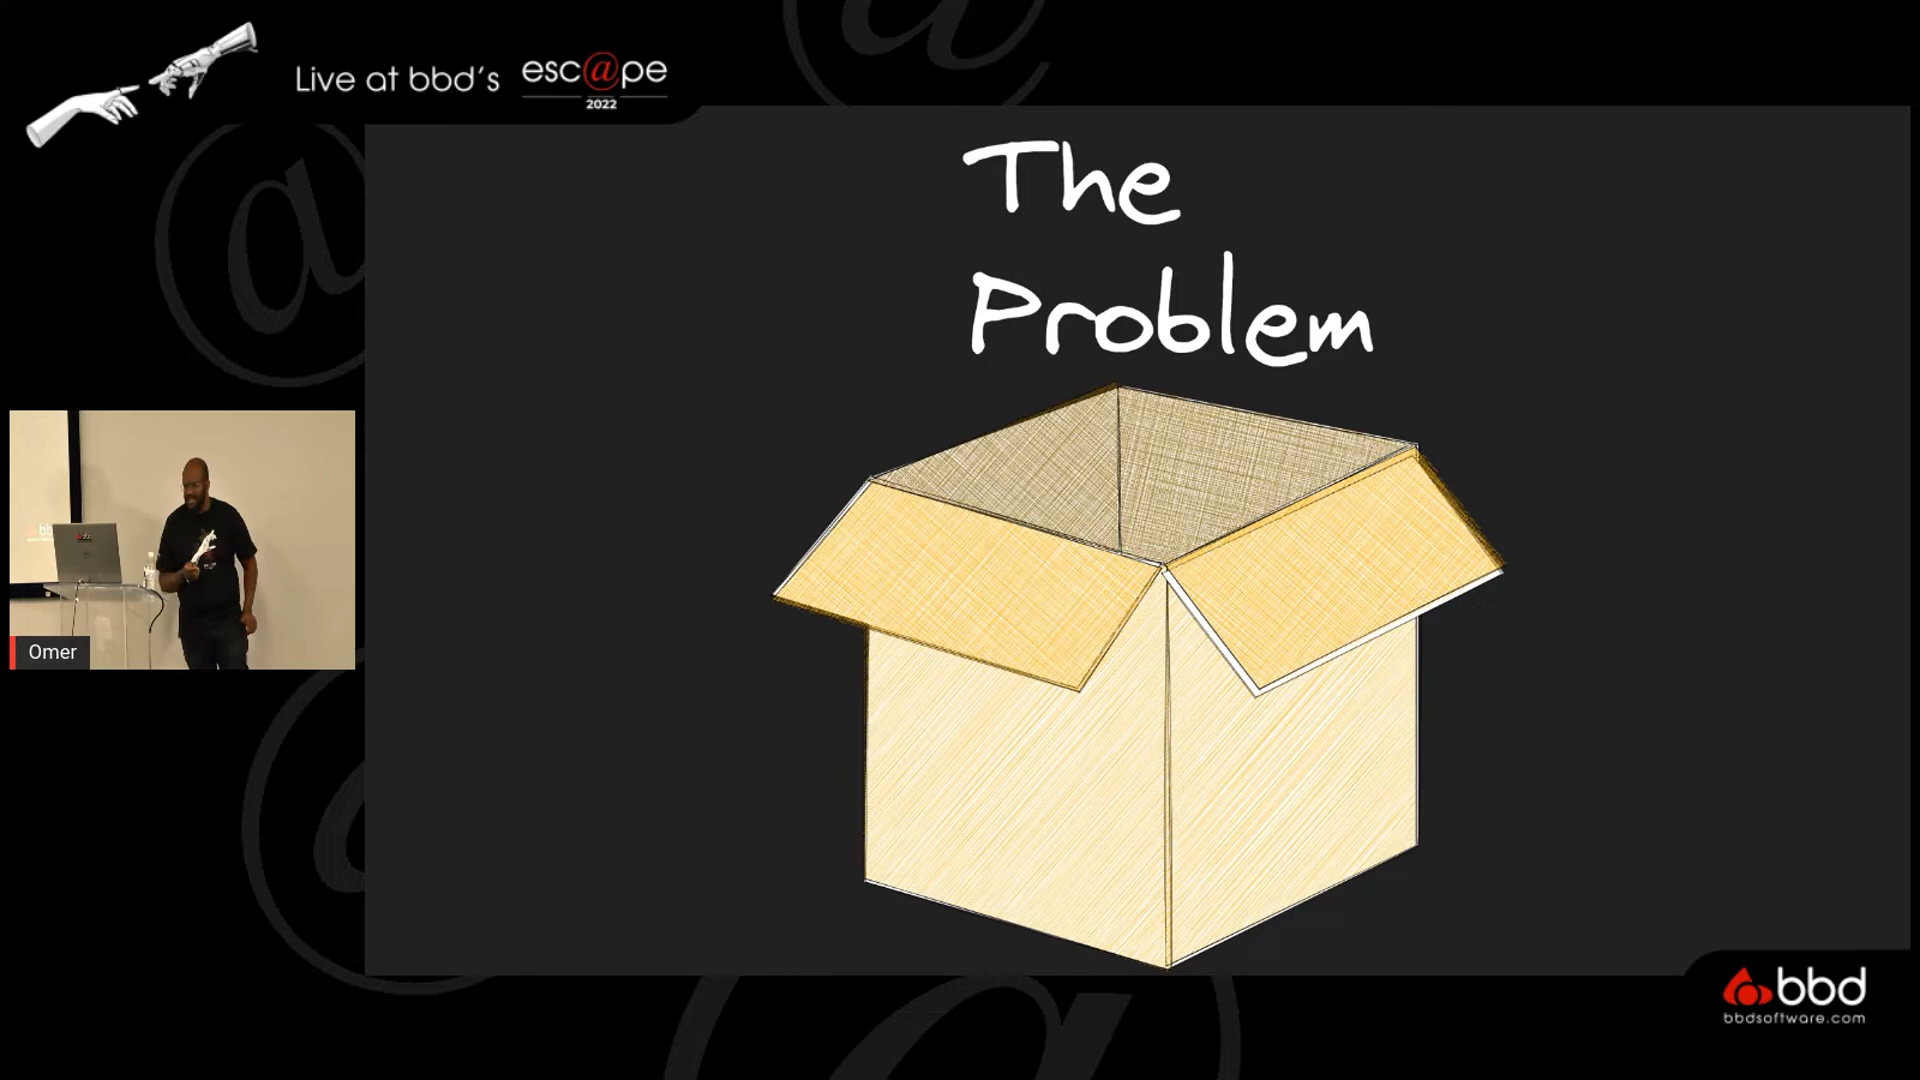 Live at bbd's esc@pe
2022
The
Problem
Omer
bbd
bbdsoftware.com